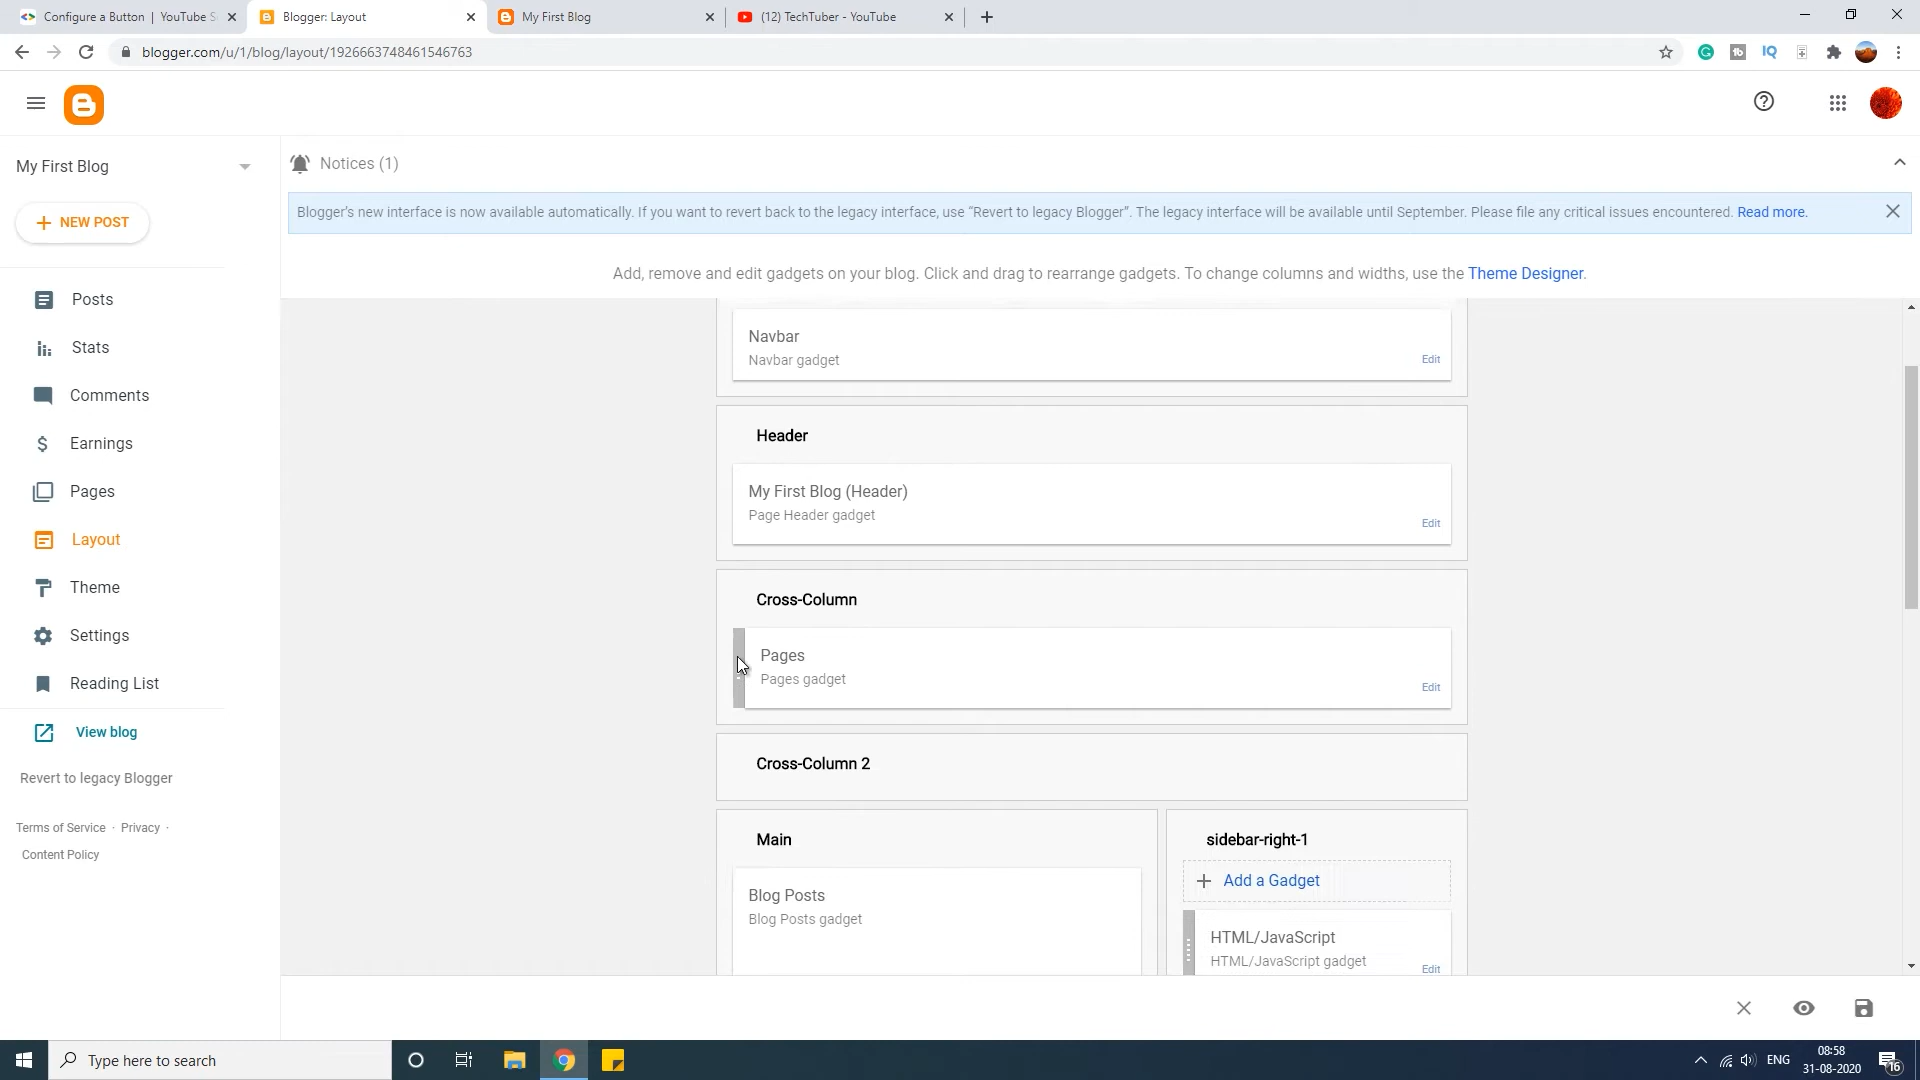 Configure a Button | YouTube S
Blogger: Layout
My First Blog
(12) TechTuber - YouTube
blogger.com/u/1/blog/layout/1926663748461546763
My First Blog
Notices (1)
Blogger's new interface is now available automatically. If you want to revert back to the legacy interface, use "Revert to legacy Blogger". The legacy interface will be available until September. Please file any critical issues encountered. Read more.
NEW POST
Add, remove and edit gadgets on your blog. Click and drag to rearrange gadgets. To change columns and widths, use the Theme Designer.
Posts
Stats
Comments
Earnings
Pages
Layout
Theme
Settings
Reading List
View blog
Revert to legacy Blogger
Terms of Service · Privacy ·
Content Policy
Navbar
Navbar gadget
Edit
Header
My First Blog (Header)
Page Header gadget
Edit
Cross-Column
Pages
Pages gadget
Edit
Cross-Column 2
Main
Blog Posts
Blog Posts gadget
sidebar-right-1
Add a Gadget
HTML/JavaScript
HTML/JavaScript gadget
Edit
Type here to search
ENG
08:58
31-08-2020
16